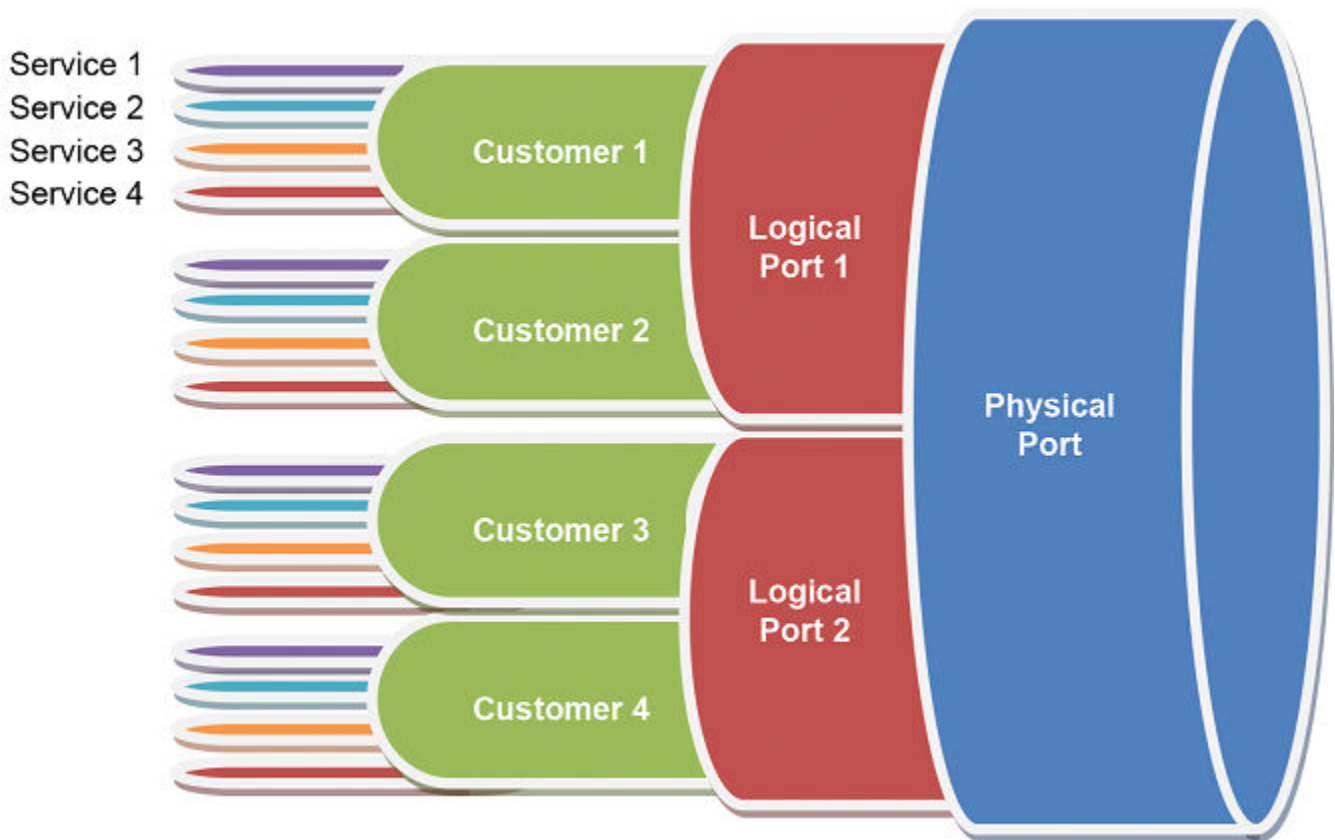 Service 1
Service 2
Service 3
Service 4
Customer 1
Customer 2
Customer 3
Customer 4
Logical
Port 1
Logical
Port 2
Physical
Port